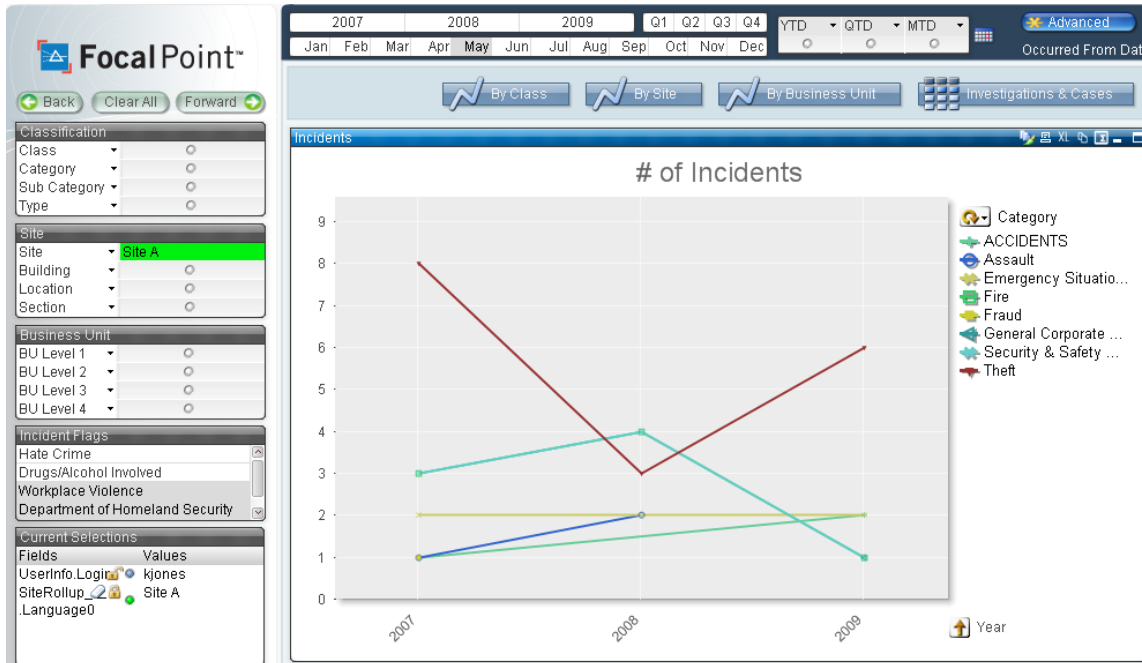 FocalPoint™
Back Clear All Forward
Classification
Class
Category
Sub Category
Type
Site
Site Site A
Building
Location
Section
Business Unit
BU Level 1
BU Level 2
BU Level 3
BU Level 4
Incident Flags
Hate Crime
Drugs/Alcohol Involved
Workplace Violence
Department of Homeland Security
Current Selections
Fields Values
UserInfo.Login kjones
SiteRollup_ Site A
.Language0
2007 2008 2009 Q1 Q2 Q3 Q4 YTD QTD MTD Advanced
Jan Feb Mar Apr May Jun Jul Aug Sep Oct Nov Dec Occurred From Dat
By Class By Site By Business Unit Investigations & Cases
Incidents XL
# of Incidents
9
8
7
6
5
4
3
2
1
0
2007 2008 2009
Year
Category
ACCIDENTS
Assault
Emergency Situatio...
Fire
Fraud
General Corporate ...
Security & Safety ...
Theft